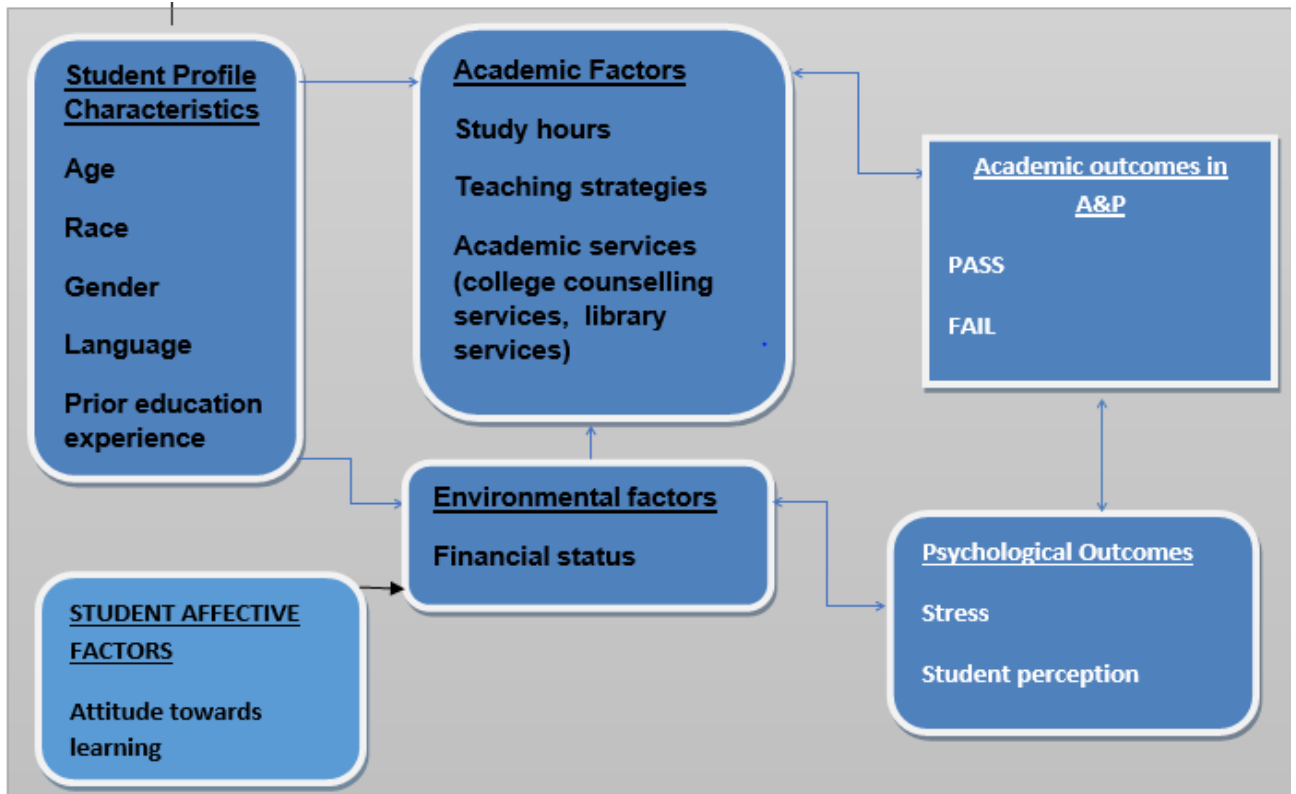 Student Profile
Characteristics
Age
Race
Gender
Language
Prior education
experience
Academic Factors
Study hours
Teaching strategies
Academic services
(college counselling
services, library
services)
Academic outcomes in
A&P
PASS
FAIL
Environmental factors
Financial status
STUDENT AFFECTIVE
FACTORS
Attitude towards
learning
Psychological Outcomes
Stress
Student perception